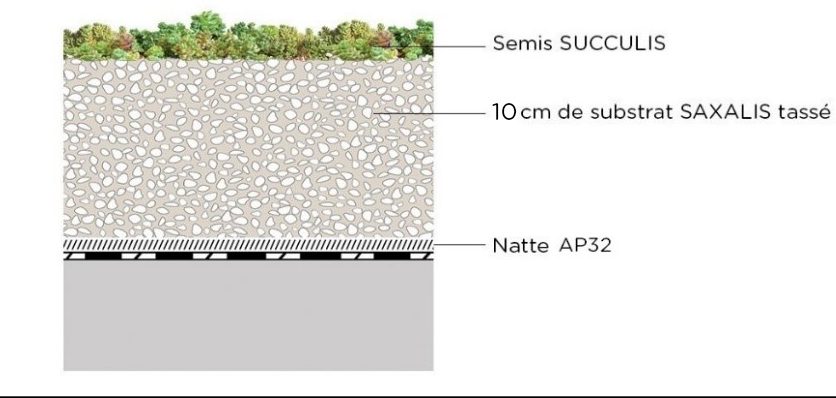 Semis SUCCULIS
10 cm de substrat SAXALIS tassé
Natte AP32